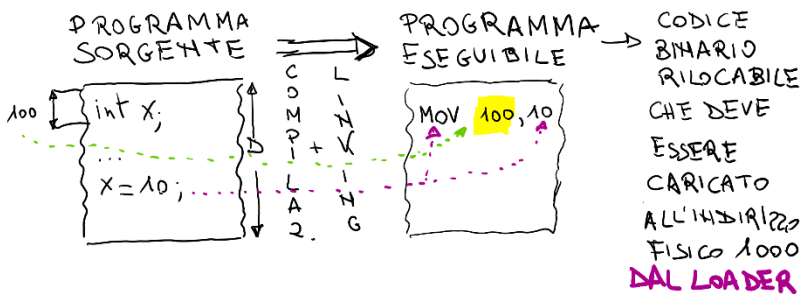 PROGRAMMA
SORGENTE
PROGRAMMA
ESEGUIBILE
100
int x;
...
x = 10;
D
COMPILAZ.
+
LINKING
MOV 100, 10
CODICE
BINARIO
RILOCABILE
CHE DEVE
ESSERE
CARICATO
ALL'INDIRIZZO
FISICO 1000
DAL LOADER